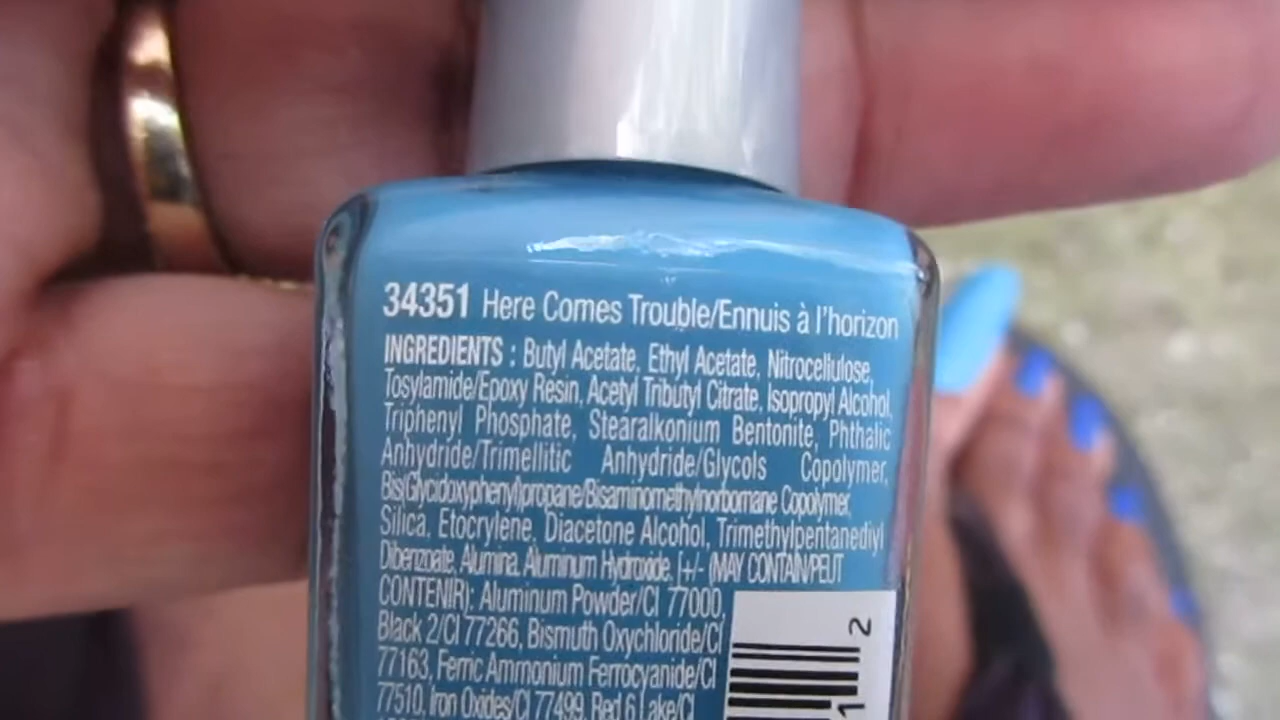 34351 Here Comes Trouble/Ennuis à l'horizon
INGREDIENTS : Butyl Acetate, Ethyl Acetate, Nitrocellulose,
Tosylamide/Epoxy Resin, Acetyl Tributyl Citrate, Isopropyl Alcohol,
Triphenyl Phosphate, Stearalkonium Bentonite, Phthalic
Anhydride/Trimellitic Anhydride/Glycols Copolymer,
Bis(Glycidoxyphenyl)propane/Bisaminomethylnorbornane Copolymer,
Silica, Etocrylene, Diacetone Alcohol, Trimethylpentanediyl
Dibenzoate, Alumina, Aluminum Hydroxide, [+/- (MAY CONTAIN/PEUT
CONTENIR): Aluminum Powder/CI 77000,
Black 2/CI 77266, Bismuth Oxychloride/CI
77163, Ferric Ammonium Ferrocyanide/CI
77510, Iron Oxides/CI 77499, Red 6 Lake/CI
2
1